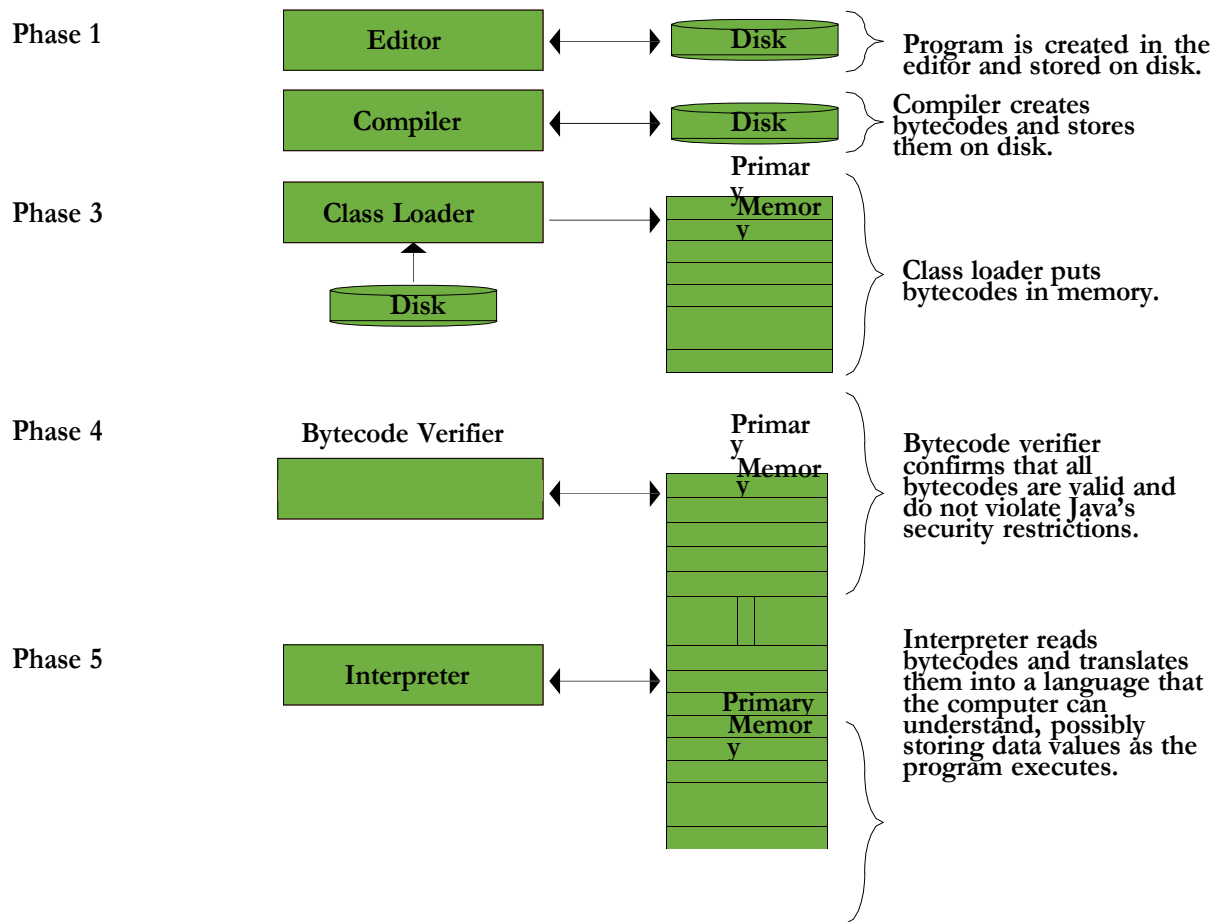 Phase 1
Editor
Disk
Program is created in the
editor and stored on disk.
Compiler
Disk
Compiler creates
bytecodes and stores
them on disk.
Phase 3
Class Loader
Primar
y
Memor
y
Disk
Class loader puts
bytecodes in memory.
Phase 4
Bytecode Verifier
Primar
y
Memor
y
Bytecode verifier
confirms that all
bytecodes are valid and
do not violate Java’s
security restrictions.
Phase 5
Interpreter
Primary
Memor
y
Interpreter reads
bytecodes and translates
them into a language that
the computer can
understand, possibly
storing data values as the
program executes.